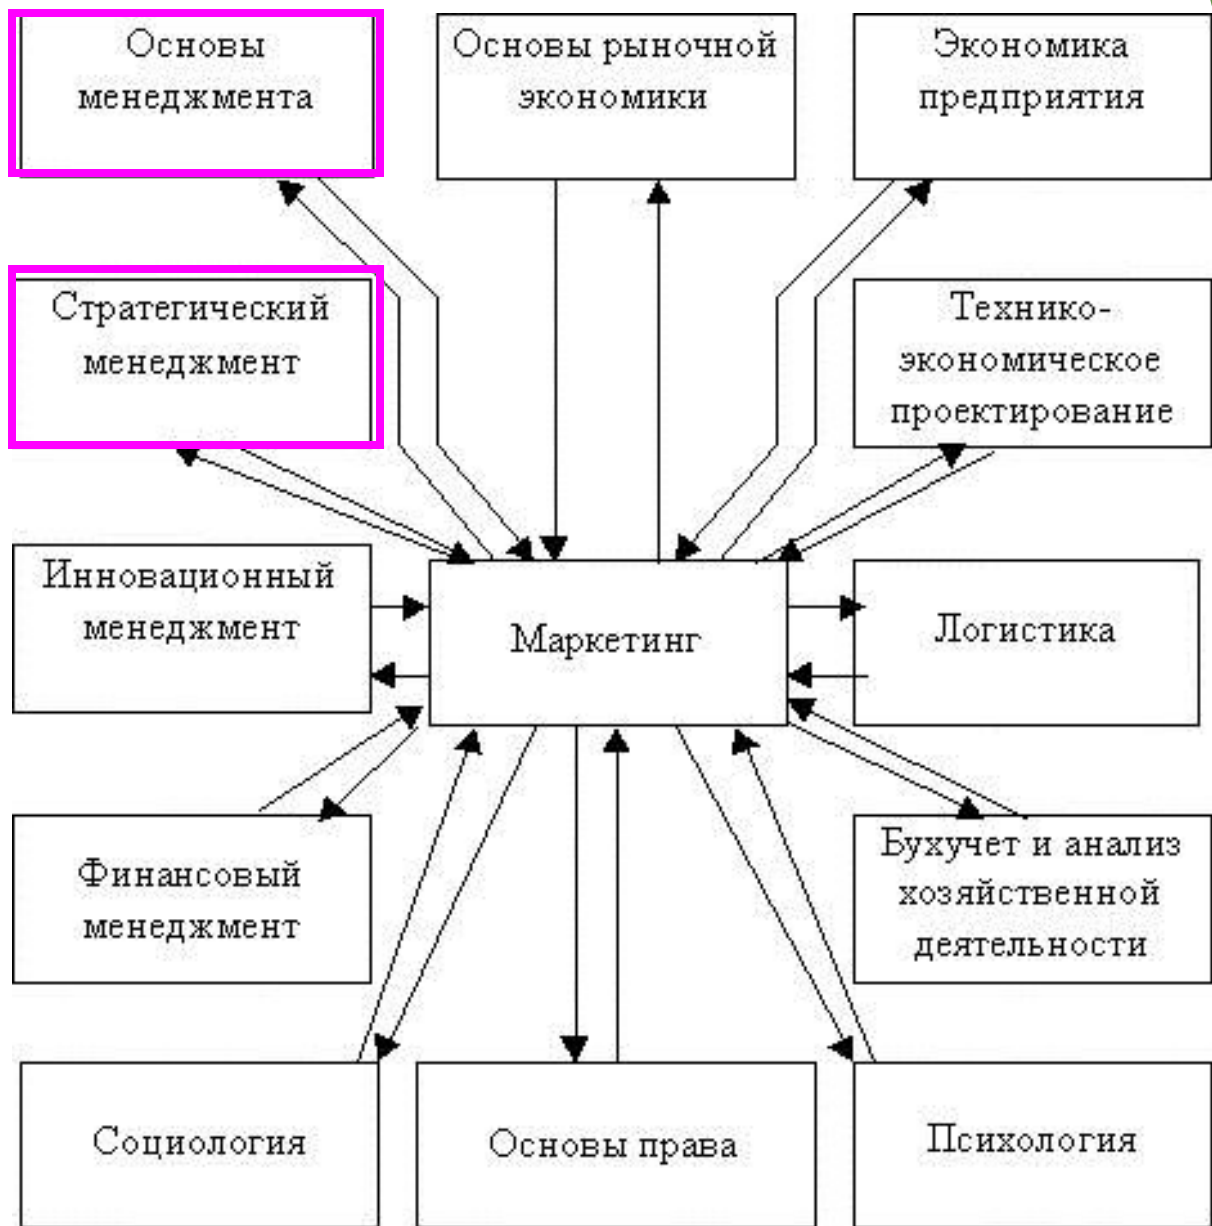 Основы
менеджмента
Основы рыночной
экономики
Экономика
предприятия
Стратегический
менеджмент
Технико-
экономическое
проектирование
Инновационный
менеджмент
Маркетинг
Логистика
Финансовый
менеджмент
Бухучет и анализ
хозяйственной
деятельности
Социология
Основы права
Психология